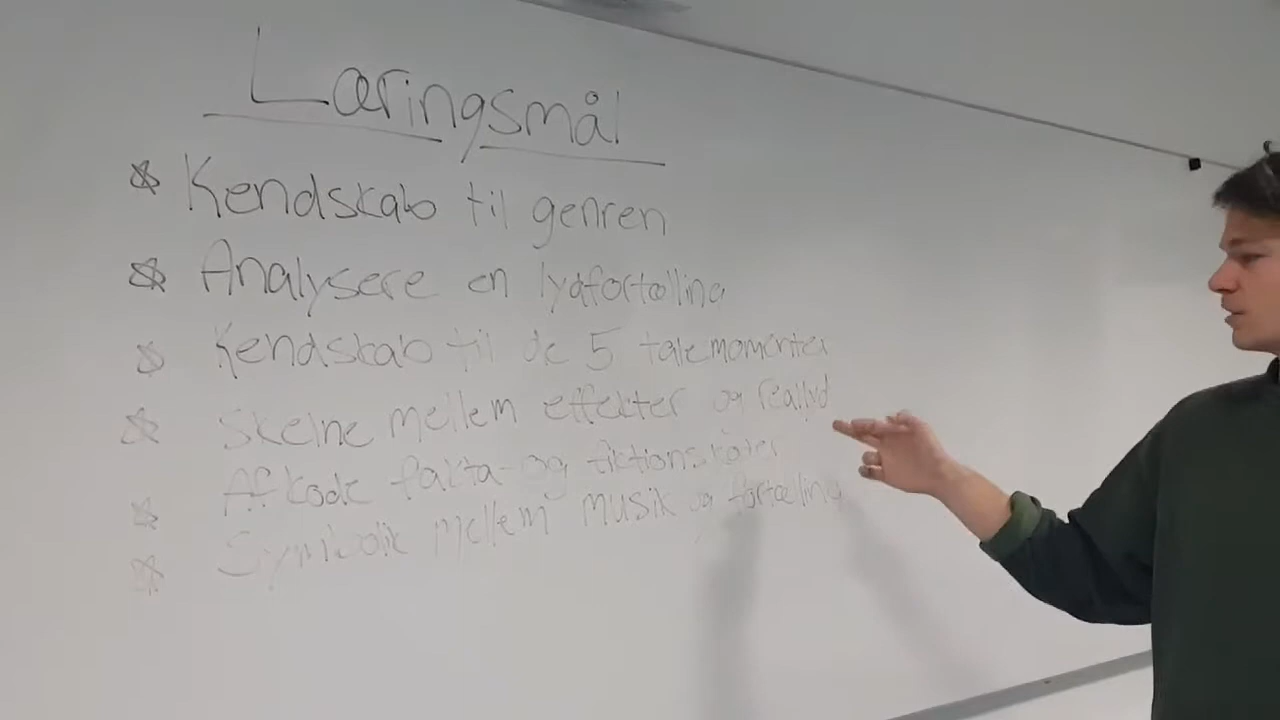 Læringsmål
* Kendskab til genren
* Analysere en lydfortælling
* Kendskab til de 5 talemomenter
* Skelne mellem effekter og reallyd
* Afkode fakta- og fiktionskoder
* Symbolik mellem musik og fortælling